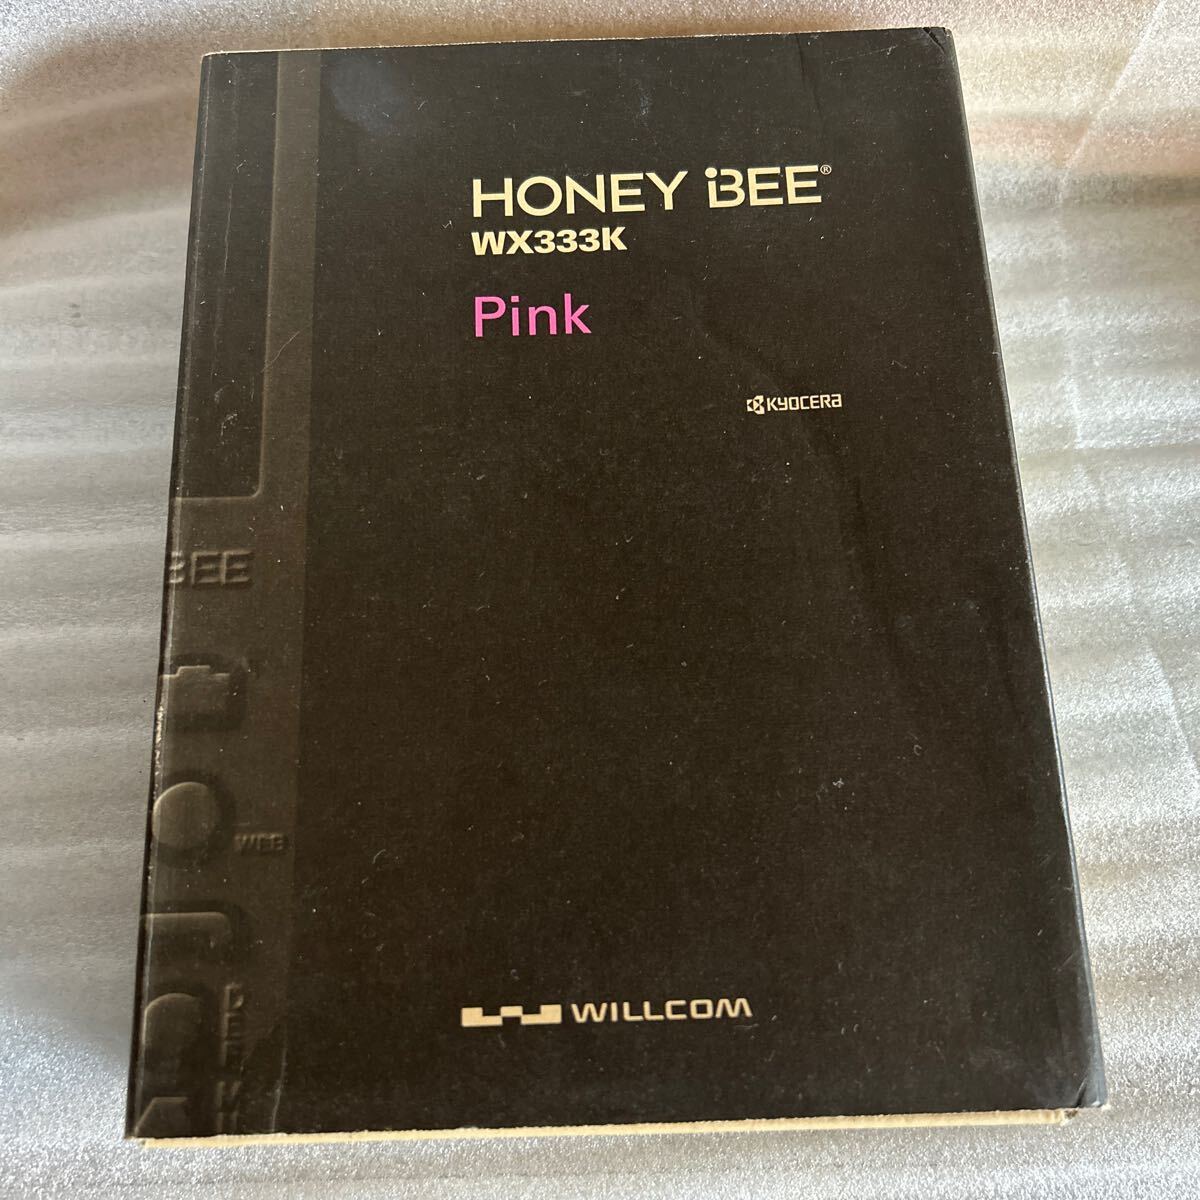 HONEY BEE®
WX333K
Pink
KYOCERA
BEE
WEB
WILLCOM